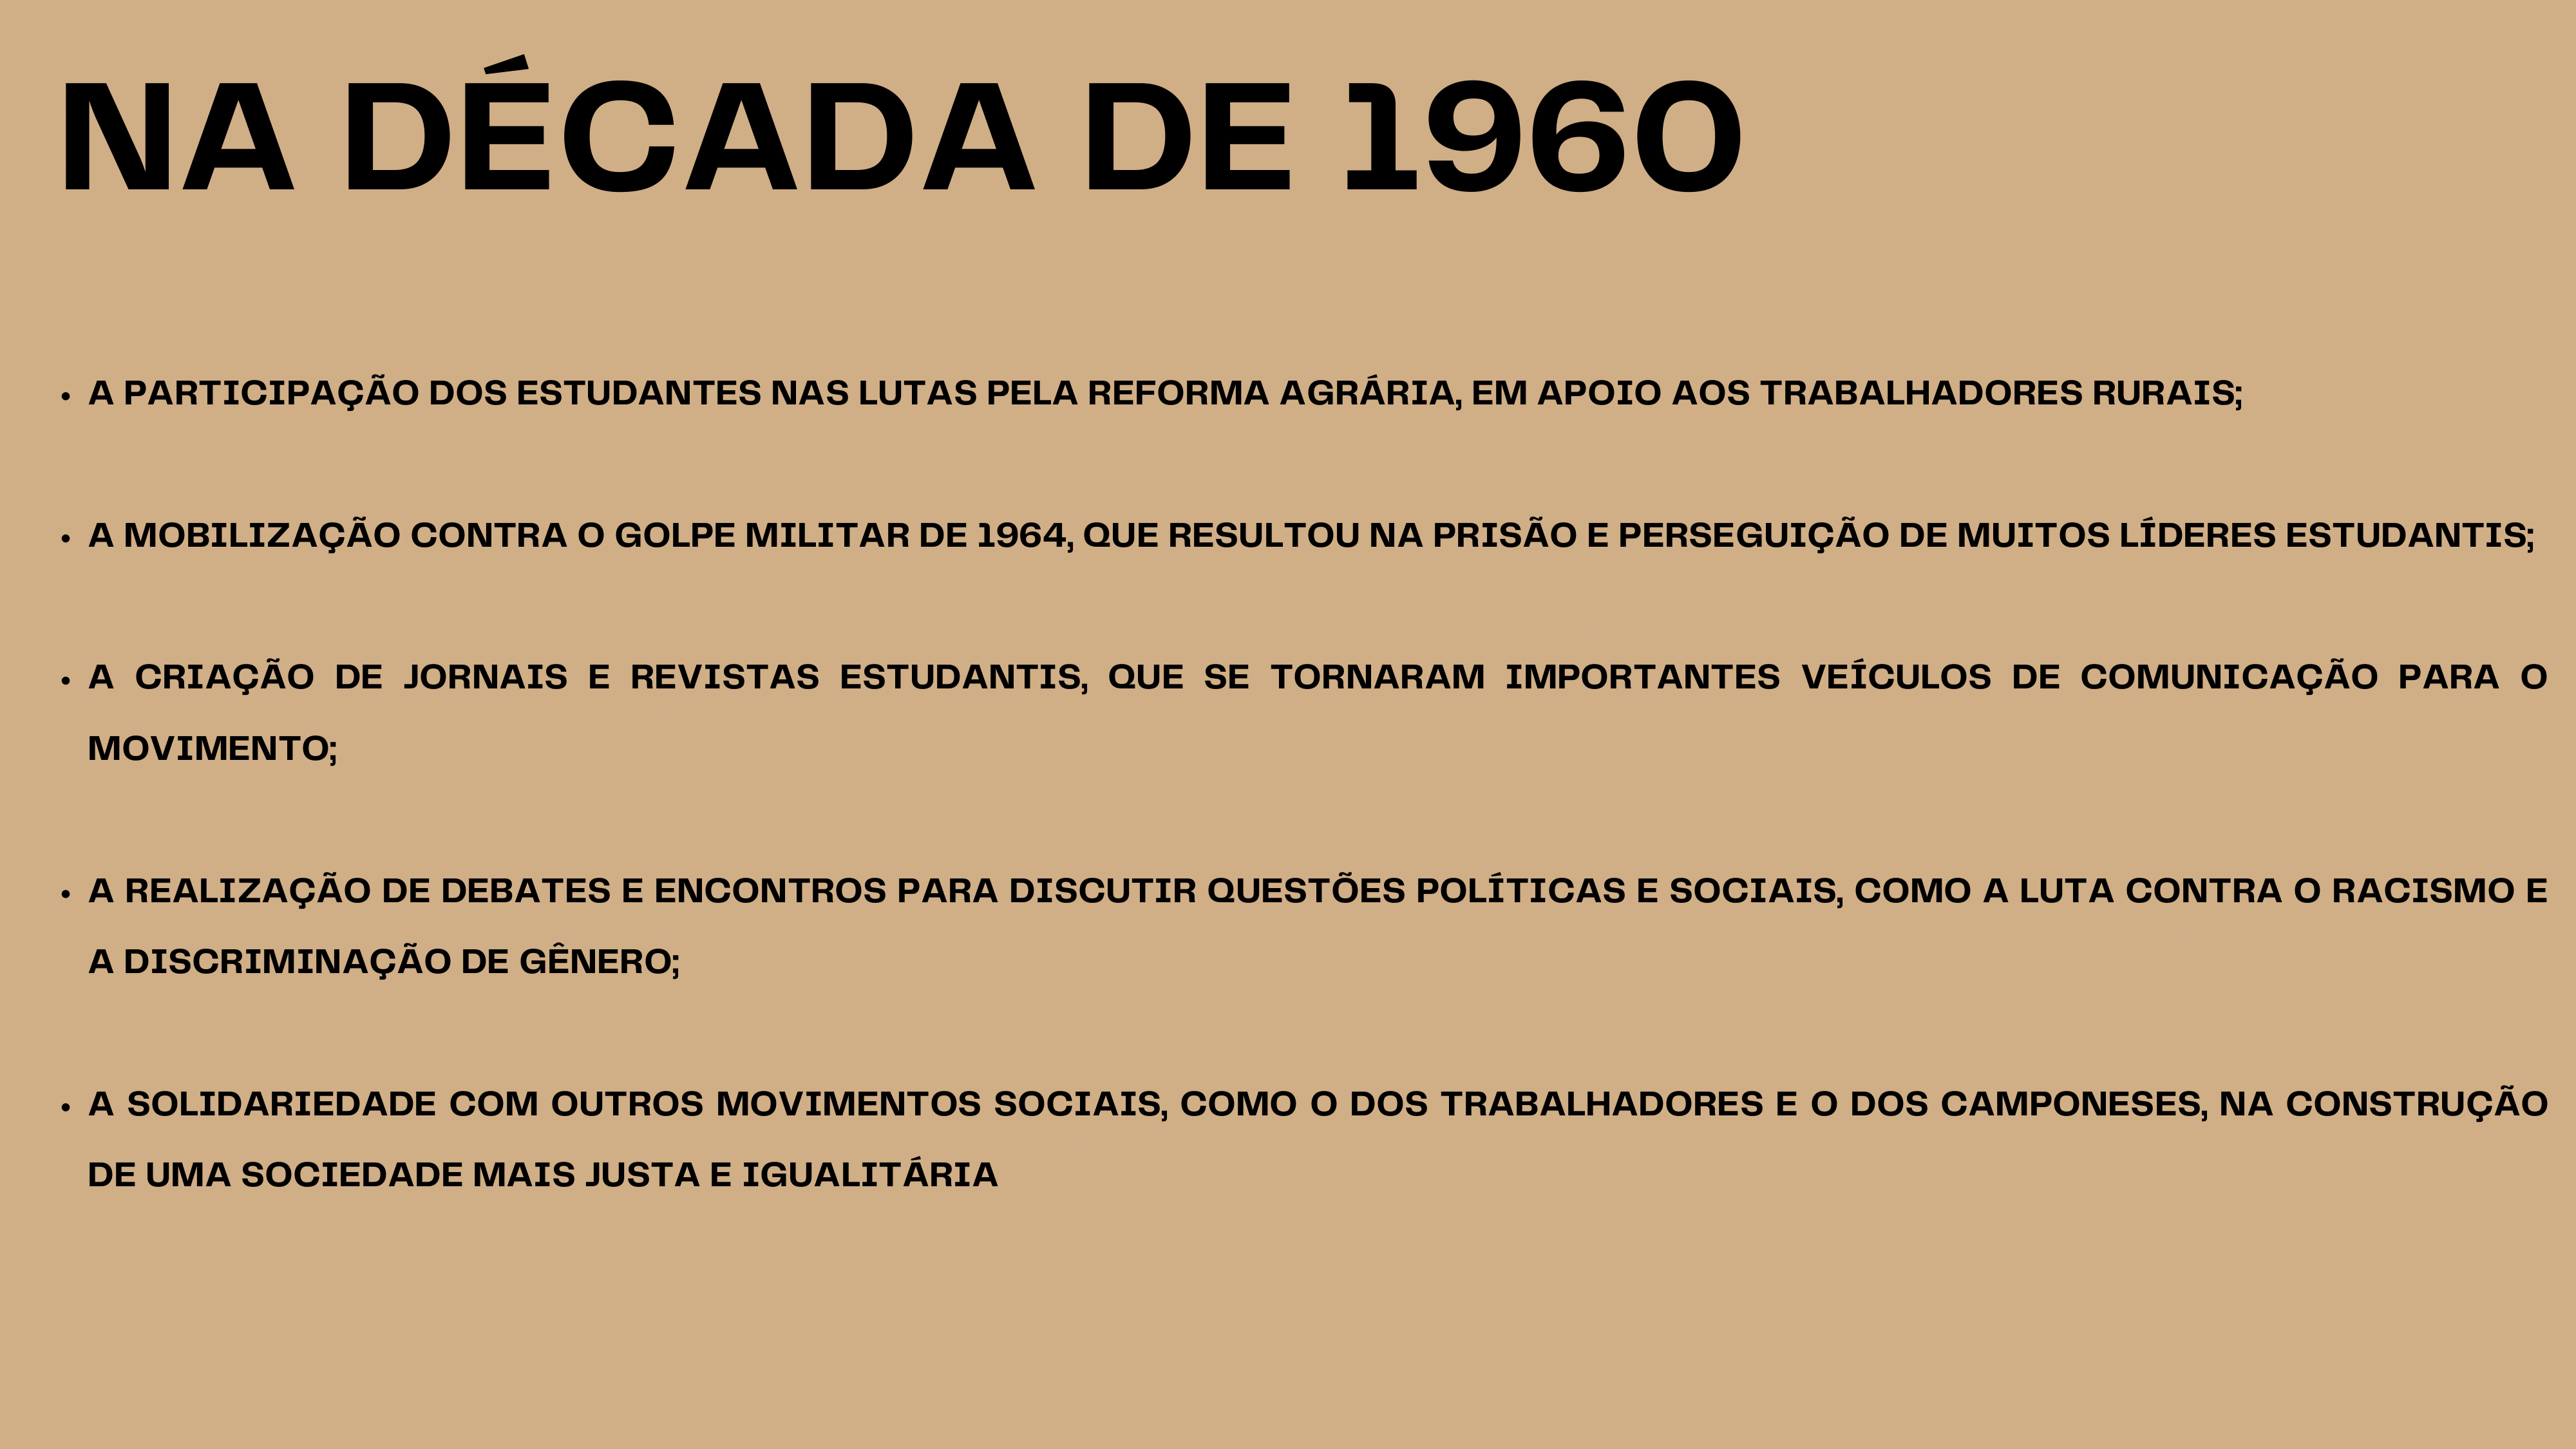 NA DÉCADA DE 1960
• A PARTICIPAÇÃO DOS ESTUDANTES NAS LUTAS PELA REFORMA AGRÁRIA, EM APOIO AOS TRABALHADORES RURAIS;
• A MOBILIZAÇÃO CONTRA O GOLPE MILITAR DE 1964, QUE RESULTOU NA PRISÃO E PERSEGUIÇÃO DE MUITOS LÍDERES ESTUDANTIS;
• A CRIAÇÃO DE JORNAIS E REVISTAS ESTUDANTIS, QUE SE TORNARAM IMPORTANTES VEÍCULOS DE COMUNICAÇÃO PARA O
MOVIMENTO;
• A REALIZAÇÃO DE DEBATES E ENCONTROS PARA DISCUTIR QUESTÕES POLÍTICAS E SOCIAIS, COMO A LUTA CONTRA O RACISMO E
A DISCRIMINAÇÃO DE GÊNERO;
• A SOLIDARIEDADE COM OUTROS MOVIMENTOS SOCIAIS, COMO O DOS TRABALHADORES E O DOS CAMPONESES, NA CONSTRUÇÃO
DE UMA SOCIEDADE MAIS JUSTA E IGUALITÁRIA